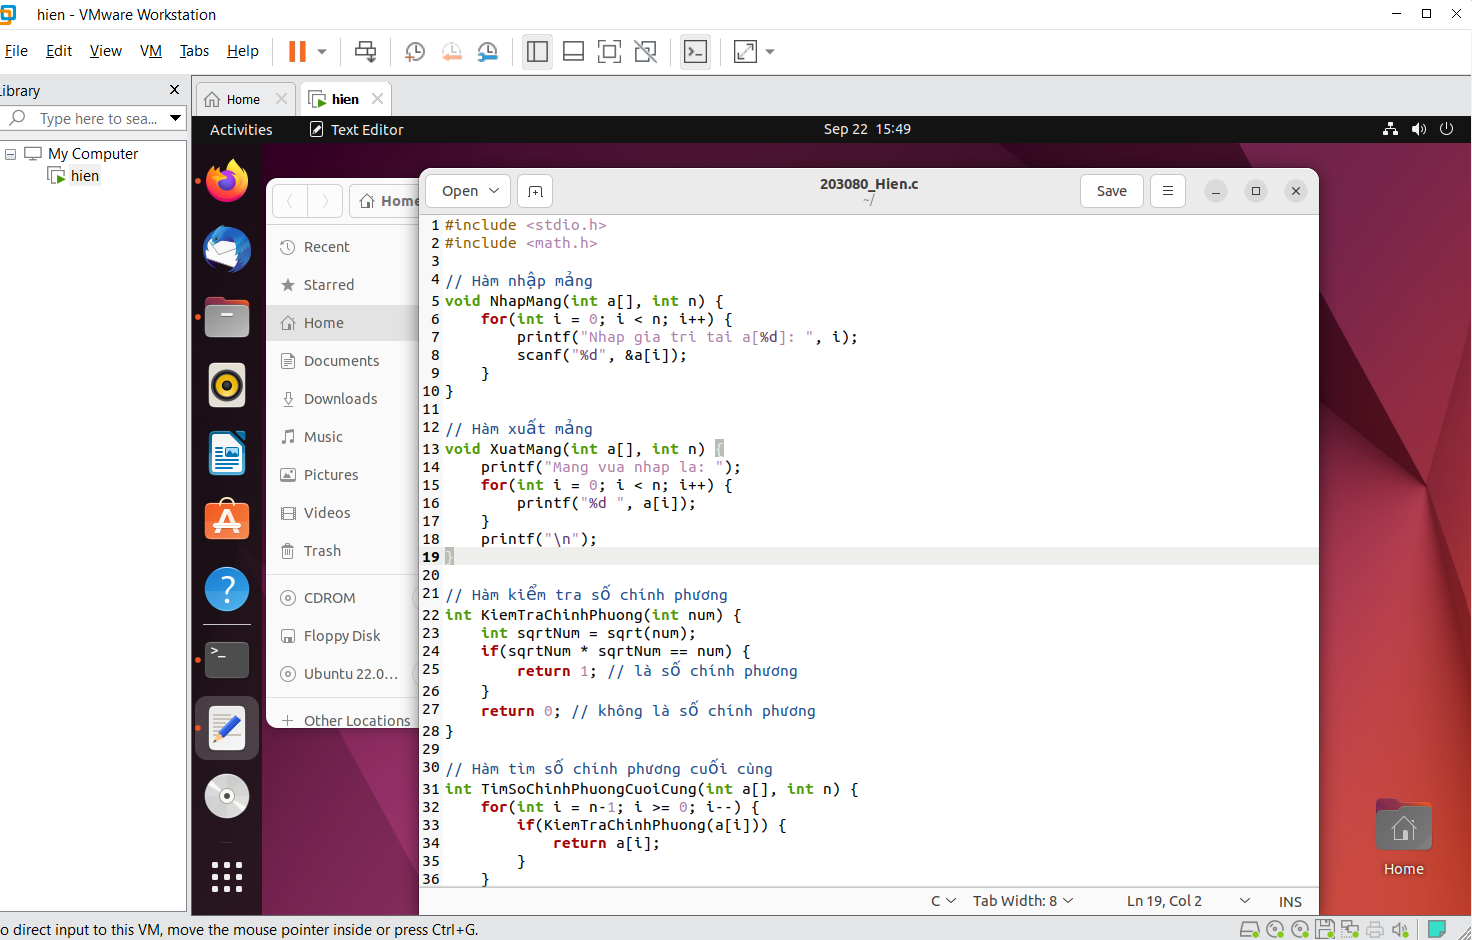 hien - VMware Workstation
File Edit View VM Tabs Help
Library
Type here to sea...
My Computer
hien
Home
hien
Activities
Text Editor
Sep 22 15:49
Home
Recent
Starred
Home
Documents
Downloads
Music
Pictures
Videos
Trash
CDROM
Floppy Disk
Ubuntu 22.0...
Other Locations
Open
203080_Hien.c
~/
Save
1 #include <stdio.h>
2 #include <math.h>
3
4 // Hàm nhập mảng
5 void NhapMang(int a[], int n) {
6     for(int i = 0; i < n; i++) {
7         printf("Nhap gia tri tai a[%d]: ", i);
8         scanf("%d", &a[i]);
9     }
10 }
11
12 // Hàm xuất mảng
13 void XuatMang(int a[], int n) {
14     printf("Mang vua nhap la: ");
15     for(int i = 0; i < n; i++) {
16         printf("%d ", a[i]);
17     }
18     printf("\n");
19 }
20
21 // Hàm kiểm tra số chính phương
22 int KiemTraChinhPhuong(int num) {
23     int sqrtNum = sqrt(num);
24     if(sqrtNum * sqrtNum == num) {
25         return 1; // là số chính phương
26     }
27     return 0; // không là số chính phương
28 }
29
30 // Hàm tìm số chính phương cuối cùng
31 int TimSoChinhPhuongCuoiCung(int a[], int n) {
32     for(int i = n-1; i >= 0; i--) {
33         if(KiemTraChinhPhuong(a[i])) {
34             return a[i];
35         }
36     }
C
Tab Width: 8
Ln 19, Col 2
INS
Home
o direct input to this VM, move the mouse pointer inside or press Ctrl+G.